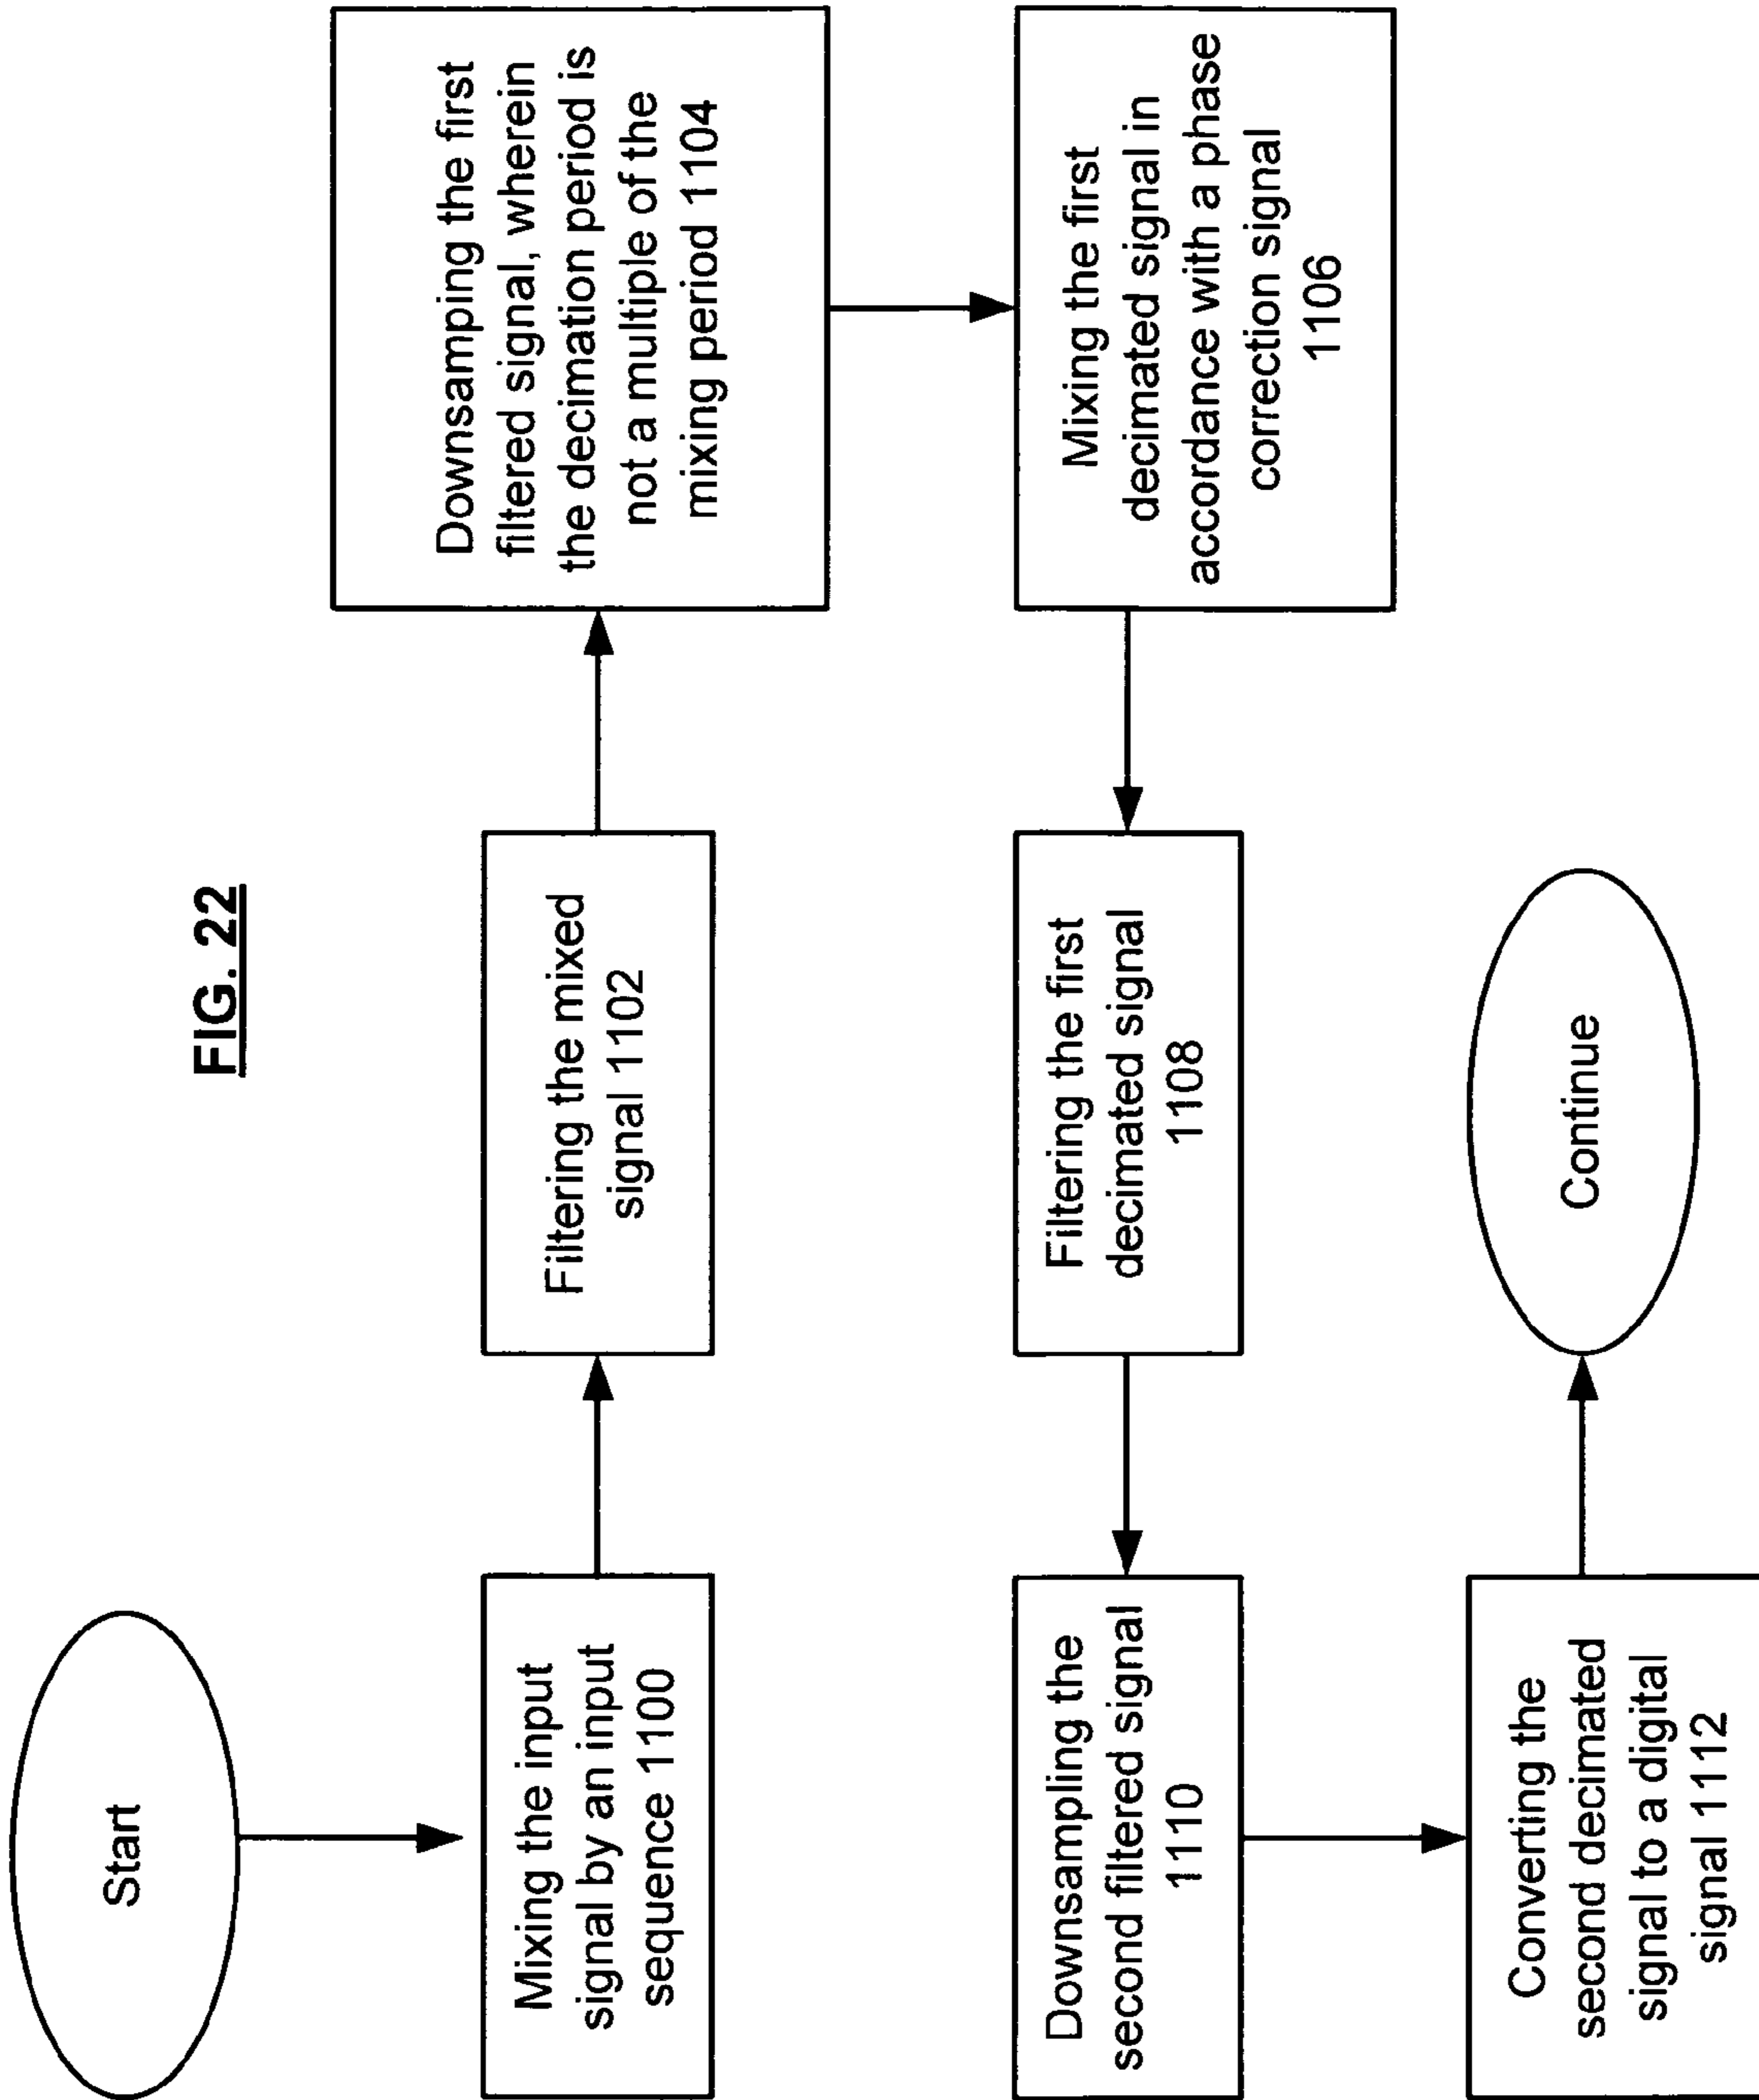 FIG. 22
Start
Mixing the input
signal by an input
sequence 1100
Filtering the mixed
signal 1102
Downsamping the first
filtered signal, wherein
the decimation period is
not a multiple of the
mixing period 1104
Mixing the first
decimated signal in
accordance with a phase
correction signal
1106
Filtering the first
decimated signal
1108
Downsampling the
second filtered signal
1110
Converting the
second decimated
signal to a digital
signal 1112
Continue